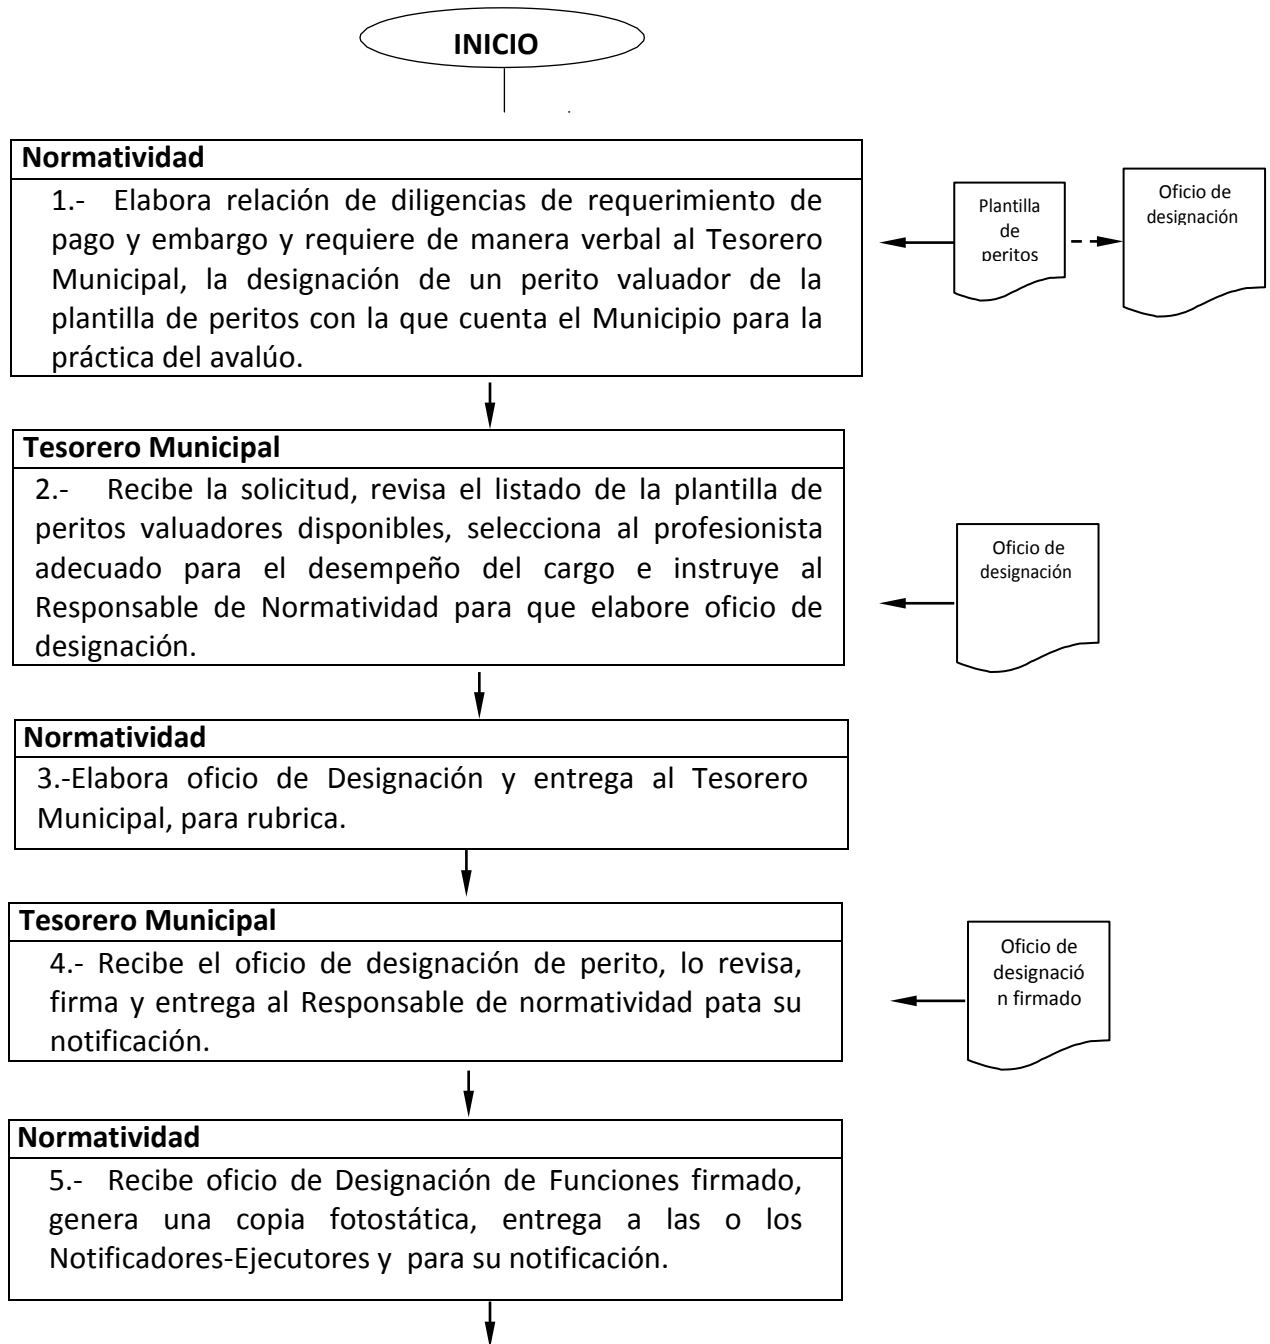 INICIO
Normatividad
1.- Elabora relación de diligencias de requerimiento de
pago y embargo y requiere de manera verbal al Tesorero
Municipal, la designación de un perito valuador de la
plantilla de peritos con la que cuenta el Municipio para la
práctica del avalúo.
Plantilla
de
peritos
Oficio de
designación
Tesorero Municipal
2.- Recibe la solicitud, revisa el listado de la plantilla de
peritos valuadores disponibles, selecciona al profesionista
adecuado para el desempeño del cargo e instruye al
Responsable de Normatividad para que elabore oficio de
designación.
Oficio de
designación
Normatividad
3.-Elabora oficio de Designación y entrega al Tesorero
Municipal, para rubrica.
Tesorero Municipal
4.- Recibe el oficio de designación de perito, lo revisa,
firma y entrega al Responsable de normatividad pata su
notificación.
Oficio de
designació
n firmado
Normatividad
5.- Recibe oficio de Designación de Funciones firmado,
genera una copia fotostática, entrega a las o los
Notificadores-Ejecutores y para su notificación.